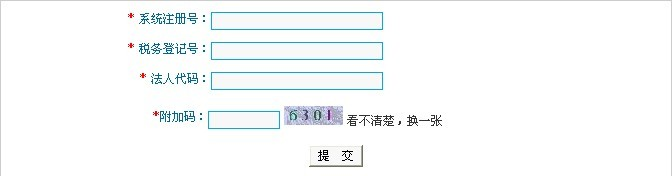 * 系统注册号：
* 税务登记号：
* 法人代码：
*附加码： 6301 看不清楚，换一张
提 交